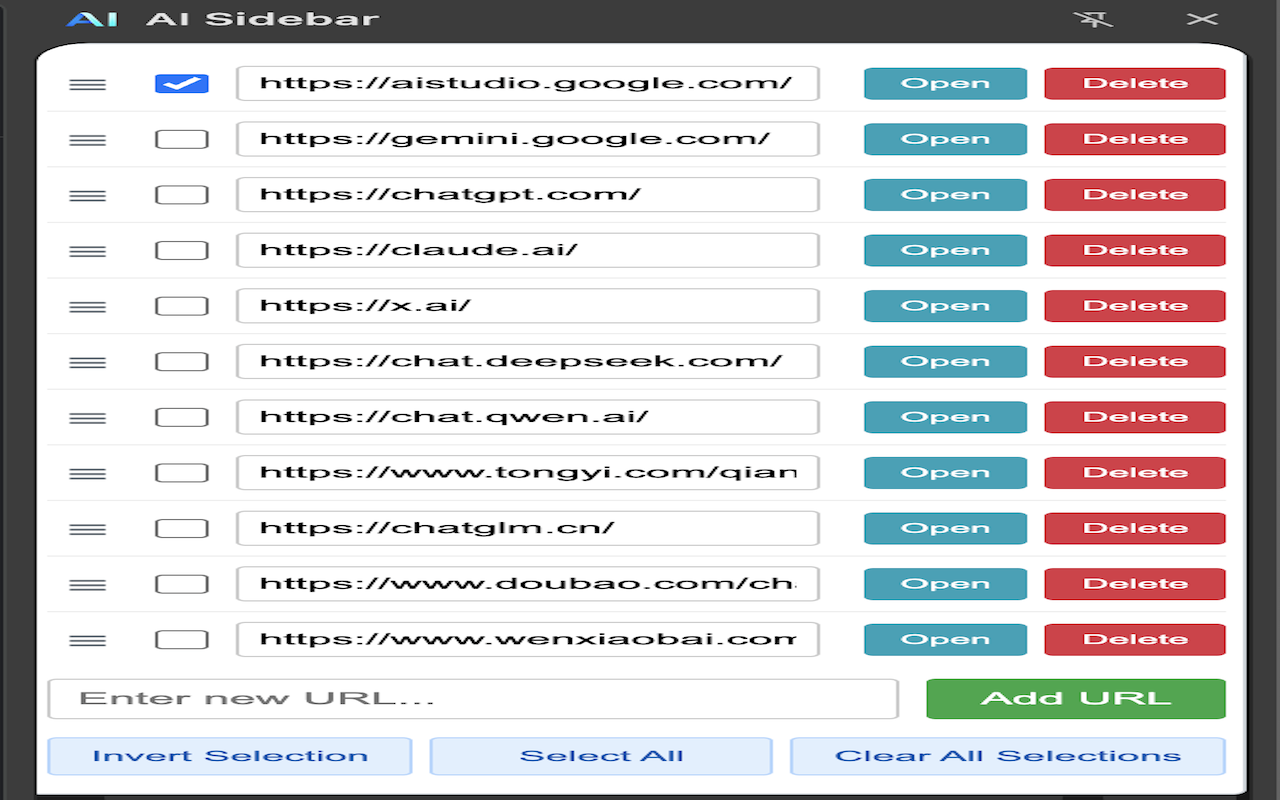 AI AI Sidebar
https://aistudio.google.com/ Open Delete
https://gemini.google.com/ Open Delete
https://chatgpt.com/ Open Delete
https://claude.ai/ Open Delete
https://x.ai/ Open Delete
https://chat.deepseek.com/ Open Delete
https://chat.qwen.ai/ Open Delete
https://www.tongyi.com/qian Open Delete
https://chatglm.cn/ Open Delete
https://www.doubao.com/ch Open Delete
https://www.wenxiaobai.com Open Delete
Enter new URL... Add URL
Invert Selection Select All Clear All Selections